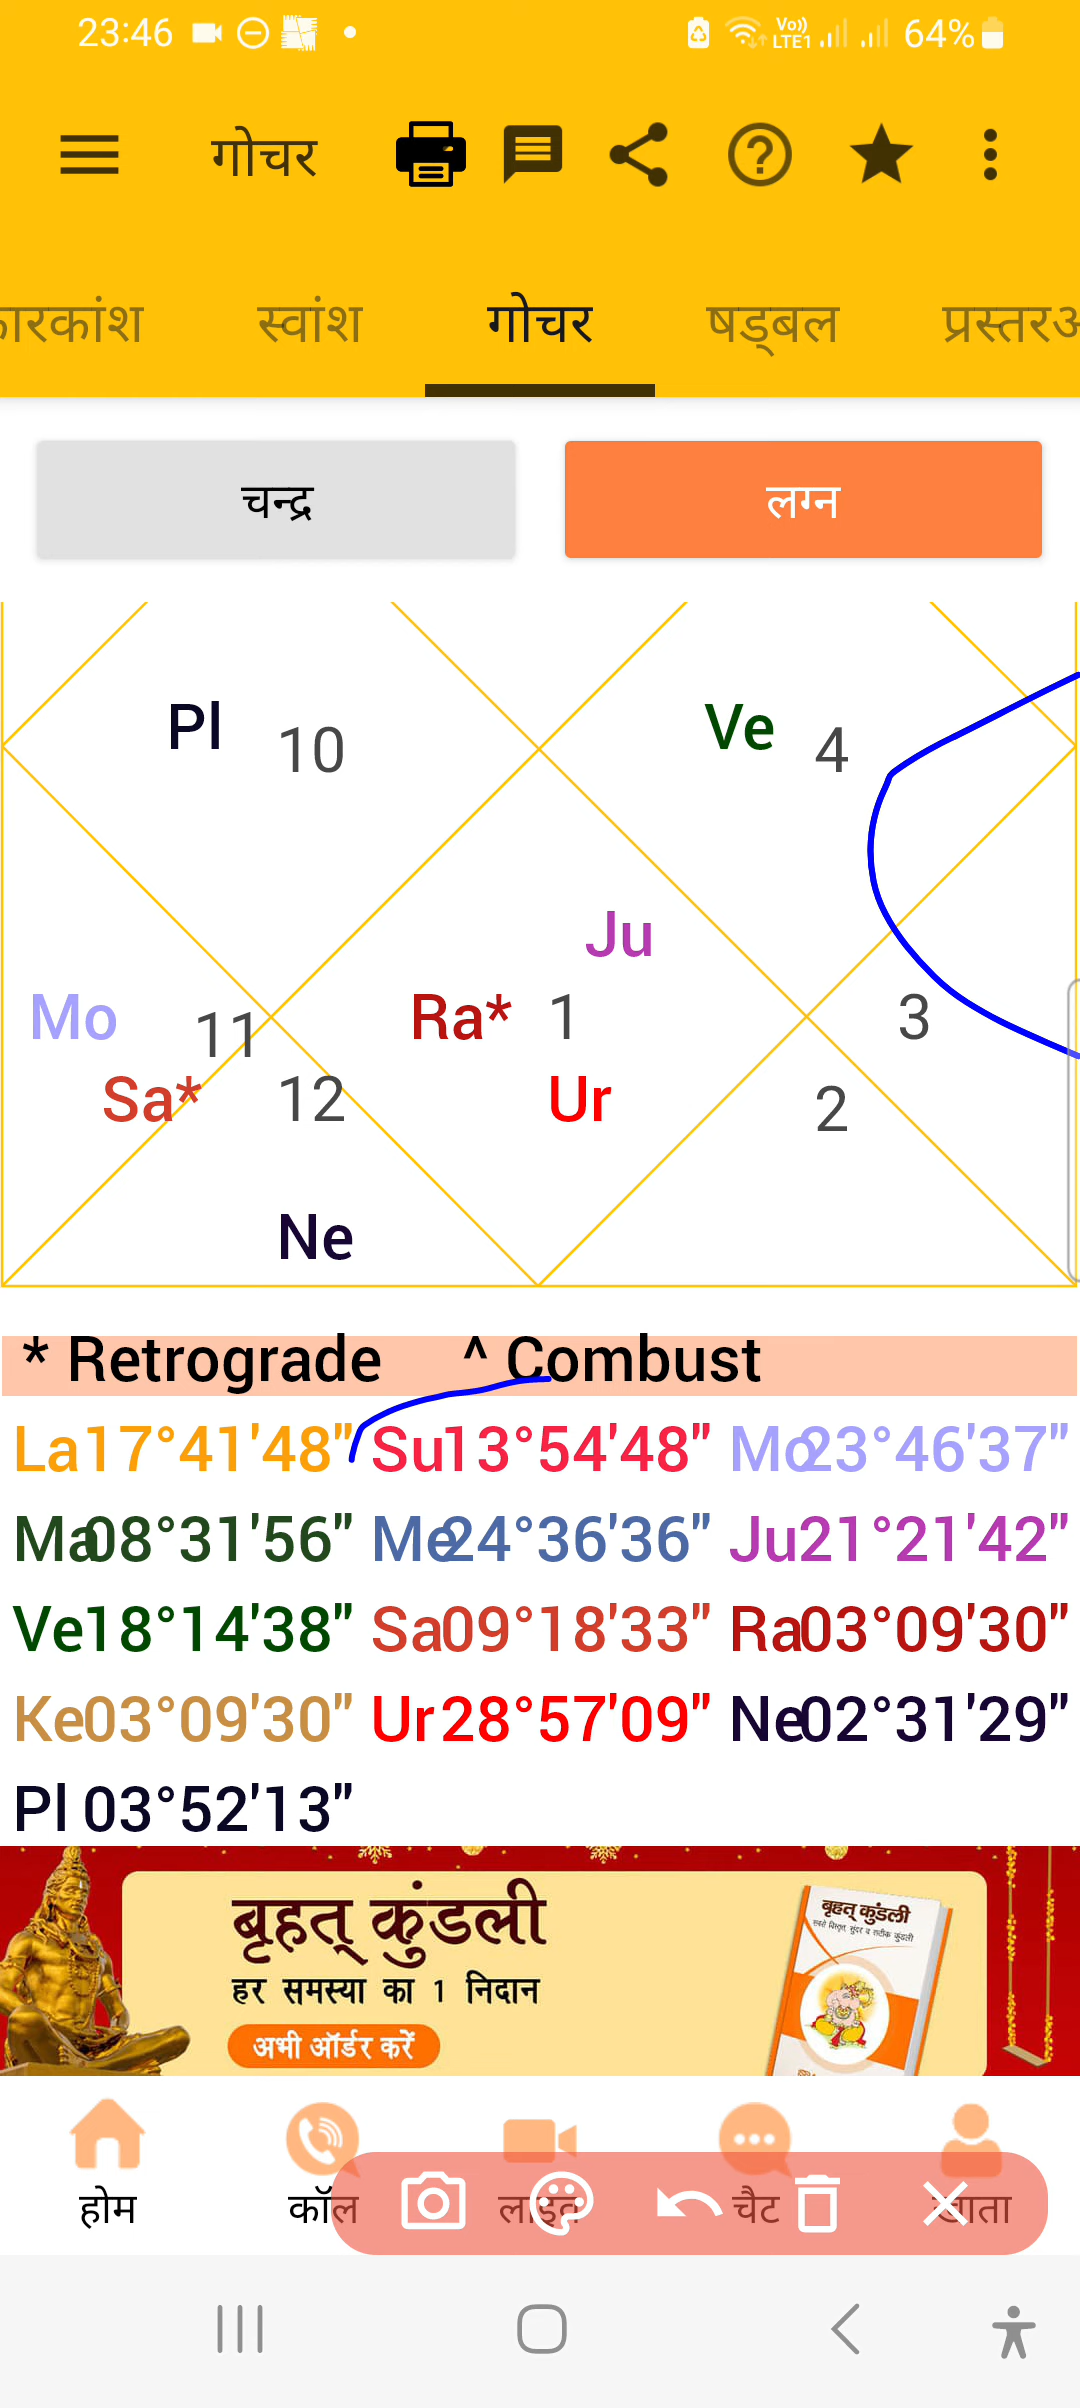 23:46 Vo)) LTE1 64%
गोचर
कारकांश स्वांश गोचर षड्बल
चन्द्र लग्न
Pl 10 Ve 4
Ju
Mo 11 Ra* 1 3
Sa* 12 Ur 2
Ne
* Retrograde ^ Combust
La17°41'48" Su13°54'48" Mo23°46'37"
Ma08°31'56" Me24°36'36" Ju21°21'42"
Ve18°14'38" Sa09°18'33" Ra03°09'30"
Ke03°09'30" Ur28°57'09" Ne02°31'29"
Pl 03°52'13"
बृहत् कुंडली
हर समस्या का 1 निदान
अभी ऑर्डर करें
बृहत् कुंडली
होम कॉल लाइव चैट खाता